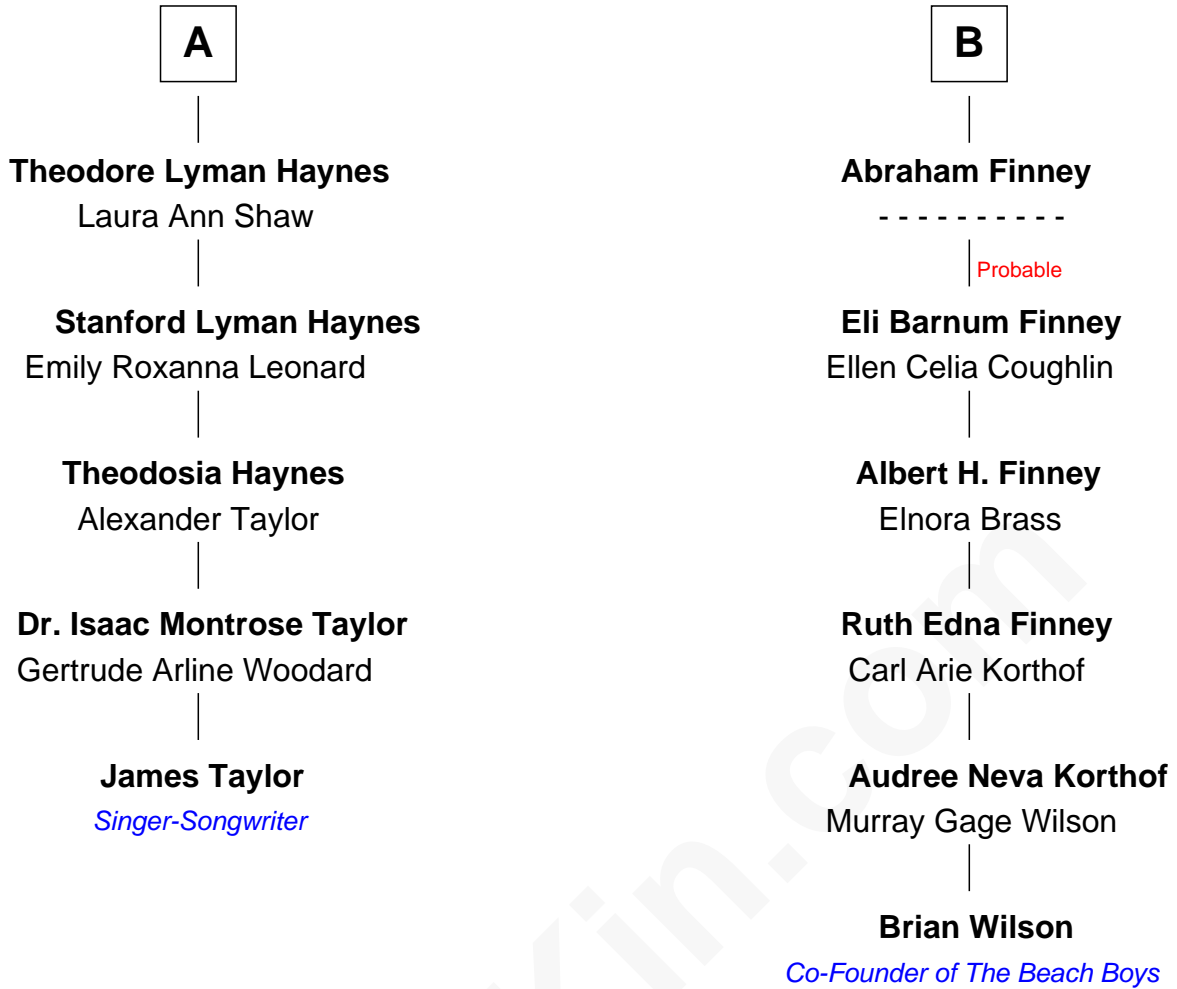 A
Theodore Lyman Haynes
Laura Ann Shaw
Stanford Lyman Haynes
Emily Roxanna Leonard
Theodosia Haynes
Alexander Taylor
Dr. Isaac Montrose Taylor
Gertrude Arline Woodard
James Taylor
Singer-Songwriter
B
Abraham Finney
- - - - - - - - - -
Probable
Eli Barnum Finney
Ellen Celia Coughlin
Albert H. Finney
Elnora Brass
Ruth Edna Finney
Carl Arie Korthof
Audree Neva Korthof
Murray Gage Wilson
Brian Wilson
Co-Founder of The Beach Boys
Kin.com